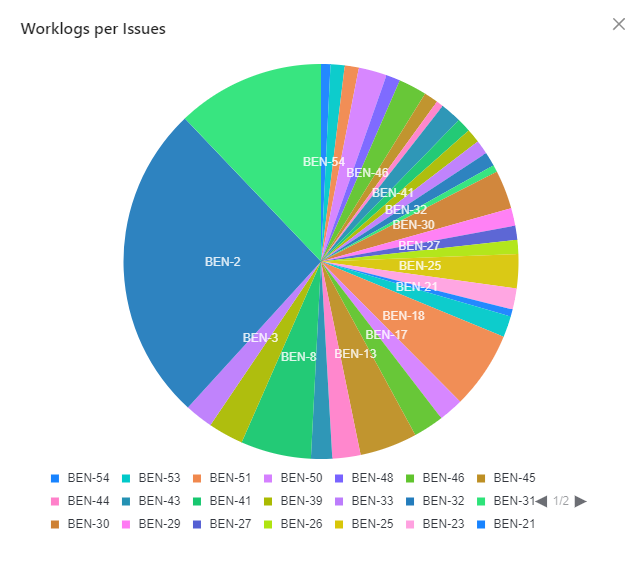 Worklogs per Issues
BEN-54
BEN-46
BEN-41
BEN-32
BEN-30
BEN-27
BEN-25
BEN-21
BEN-18
BEN-17
BEN-13
BEN-8
BEN-3
BEN-2
BEN-54 BEN-53 BEN-51 BEN-50 BEN-48 BEN-46 BEN-45
BEN-44 BEN-43 BEN-41 BEN-39 BEN-33 BEN-32 BEN-31 1/2
BEN-30 BEN-29 BEN-27 BEN-26 BEN-25 BEN-23 BEN-21